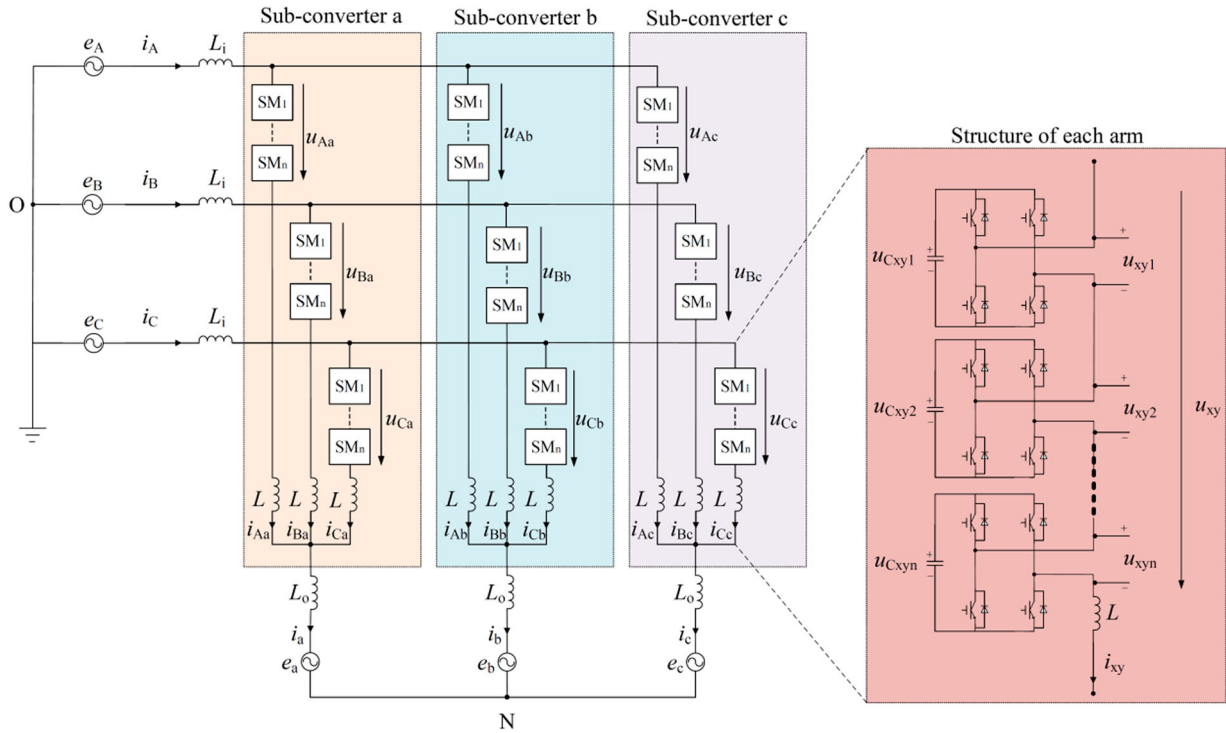 Sub-converter a
Sub-converter b
Sub-converter c
eA
iA
Li
SM1
SMn
uAa
SM1
SMn
uAb
SM1
SMn
uAc
O
eB
iB
Li
SM1
SMn
uBa
SM1
SMn
uBb
SM1
SMn
uBc
eC
iC
Li
SM1
SMn
uCa
SM1
SMn
uCb
SM1
SMn
uCc
L
L
L
L
L
L
L
L
L
iAa
iBa
iCa
iAb
iBb
iCb
iAc
iBc
iCc
Lo
Lo
Lo
ia
ib
ic
ea
eb
ec
N
Structure of each arm
+
−
uCxy1
+
uxy1
−
+
−
uCxy2
+
uxy2
−
uxy
+
−
uCxyn
+
uxyn
−
L
ixy